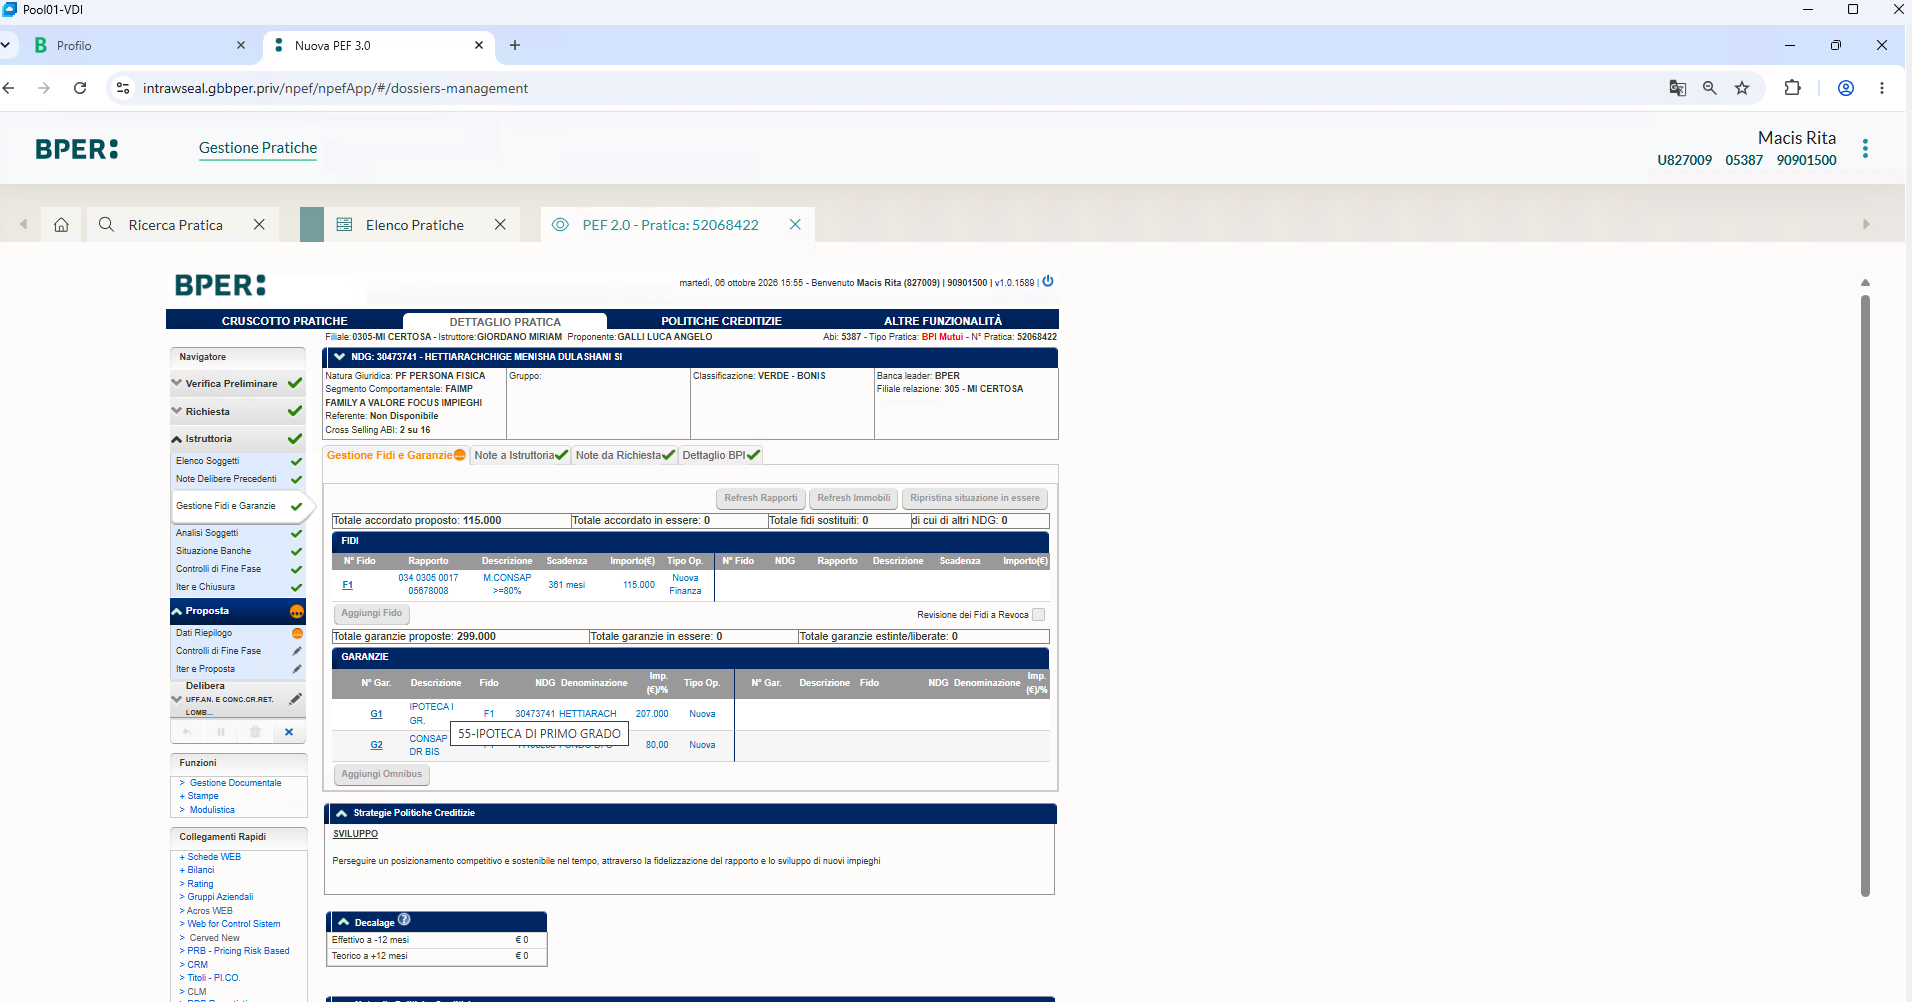 Pool01-VDI
Profilo
Nuova PEF 3.0
intrawseal.gbbper.priv/npef/npefApp/#/dossiers-management
BPER:
Gestione Pratiche
Macis Rita
U827009 05387 90901500
Ricerca Pratica
Elenco Pratiche
PEF 2.0 - Pratica: 52068422
BPER:
martedì, 06 ottobre 2026 15:55 - Benvenuto Macis Rita (827009) | 90901500 | v1.0.1589 |
CRUSCOTTO PRATICHE
DETTAGLIO PRATICA
POLITICHE CREDITIZIE
ALTRE FUNZIONALITÀ
Filiale: 0305-MI CERTOSA - Istruttore: GIORDANO MIRIAM Proponente: GALLI LUCA ANGELO
Abi: 5387 - Tipo Pratica: BPI Mutui - N° Pratica: 52068422
Navigatore
Verifica Preliminare
Richiesta
Istruttoria
Elenco Soggetti
Note Delibere Precedenti
Gestione Fidi e Garanzie
Analisi Soggetti
Situazione Banche
Controlli di Fine Fase
Iter e Chiusura
Proposta
Dati Riepilogo
Controlli di Fine Fase
Iter e Proposta
Delibera
UFF.AN. E CONC.CR.RET.
LOMB...
Funzioni
> Gestione Documentale
+ Stampe
> Modulistica
Collegamenti Rapidi
+ Schede WEB
+ Bilanci
> Rating
> Gruppi Aziendali
> Acros WEB
> Web for Control Sistem
> Cerved New
> PRB - Pricing Risk Based
> CRM
> Titoli - PI.CO.
> CLM
NDG: 30473741 - HETTIARACHCHIGE MENISHA DULASHANI SI
Natura Giuridica: PF PERSONA FISICA
Segmento Comportamentale: FAIMP
FAMILY A VALORE FOCUS IMPIEGHI
Referente: Non Disponibile
Cross Selling ABI: 2 su 16
Gruppo:
Classificazione: VERDE - BONIS
Banca leader: BPER
Filiale relazione: 305 - MI CERTOSA
Gestione Fidi e Garanzie
Note a Istruttoria
Note da Richiesta
Dettaglio BPI
Refresh Rapporti
Refresh Immobili
Ripristina situazione in essere
Totale accordato proposto: 115.000
Totale accordato in essere: 0
Totale fidi sostituiti: 0
di cui di altri NDG: 0
FIDI
N° Fido Rapporto Descrizione Scadenza Importo(€) Tipo Op. N° Fido NDG Rapporto Descrizione Scadenza Importo(€)
F1 034 0305 0017 05678008 M.CONSAP >=80% 361 mesi 115.000 Nuova Finanza
Aggiungi Fido
Revisione dei Fidi a Revoca
Totale garanzie proposte: 299.000
Totale garanzie in essere: 0
Totale garanzie estinte/liberate: 0
GARANZIE
N° Gar. Descrizione Fido NDG Denominazione Imp. (€)/% Tipo Op. N° Gar. Descrizione Fido NDG Denominazione Imp. (€)/%
G1 IPOTECA I GR. F1 30473741 HETTIARACH 207.000 Nuova
55-IPOTECA DI PRIMO GRADO
G2 CONSAP DR BIS 80,00 Nuova
Aggiungi Omnibus
Strategie Politiche Creditizie
SVILUPPO
Perseguire un posizionamento competitivo e sostenibile nel tempo, attraverso la fidelizzazione del rapporto e lo sviluppo di nuovi impieghi
Decalage
Effettivo a -12 mesi € 0
Teorico a +12 mesi € 0